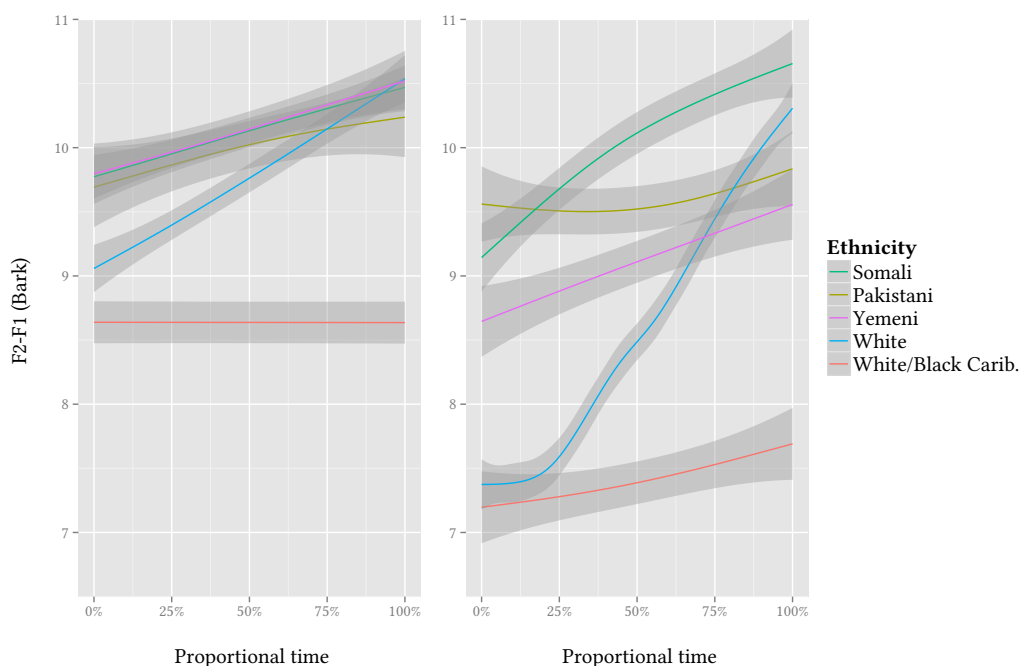 11
10
9
8
7
F2-F1 (Bark)
0% 25% 50% 75% 100%
Proportional time
11
10
9
8
7
0% 25% 50% 75% 100%
Proportional time
Ethnicity
Somali
Pakistani
Yemeni
White
White/Black Carib.